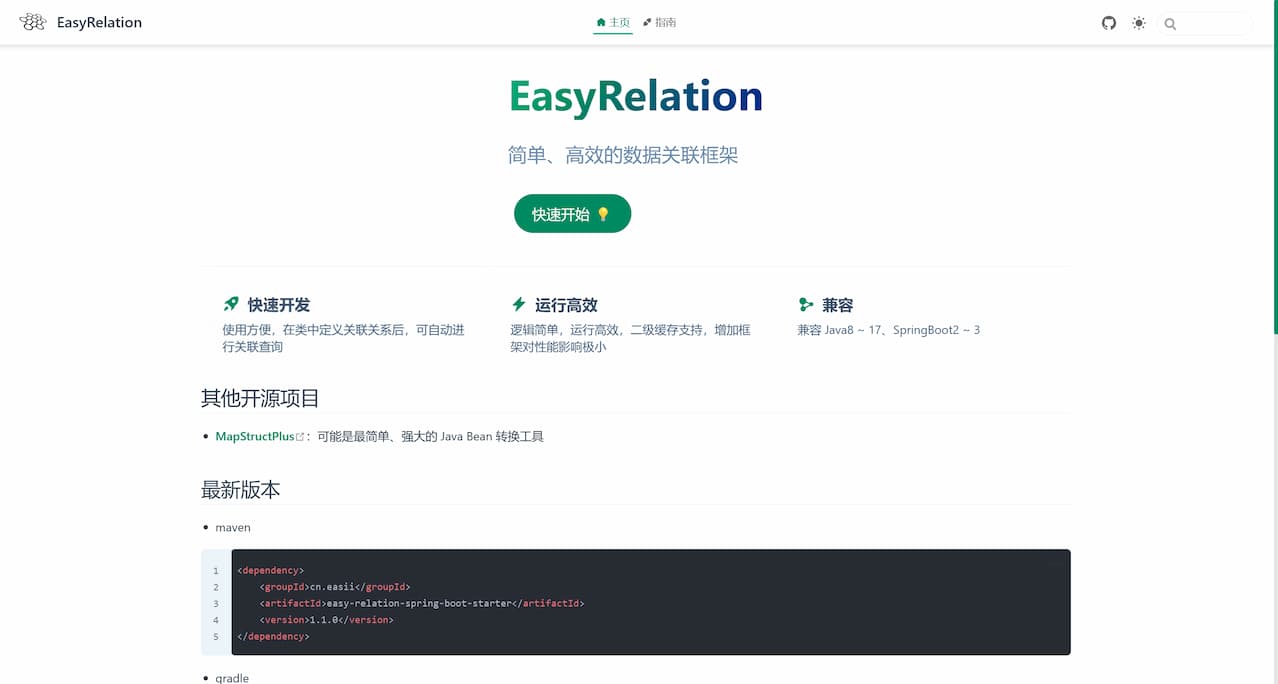 EasyRelation
主页
指南
EasyRelation
简单、高效的数据关联框架
快速开始 💡
快速开发
使用方便，在类中定义关联关系后，可自动进
行关联查询
运行高效
逻辑简单，运行高效，二级缓存支持，增加框
架对性能影响极小
兼容
兼容 Java8 ~ 17、SpringBoot2 ~ 3
其他开源项目
• MapStructPlus： 可能是最简单、强大的 Java Bean 转换工具
最新版本
• maven
1 <dependency>
2 <groupId>cn.easii</groupId>
3 <artifactId>easy-relation-spring-boot-starter</artifactId>
4 <version>1.1.0</version>
5 </dependency>
• gradle